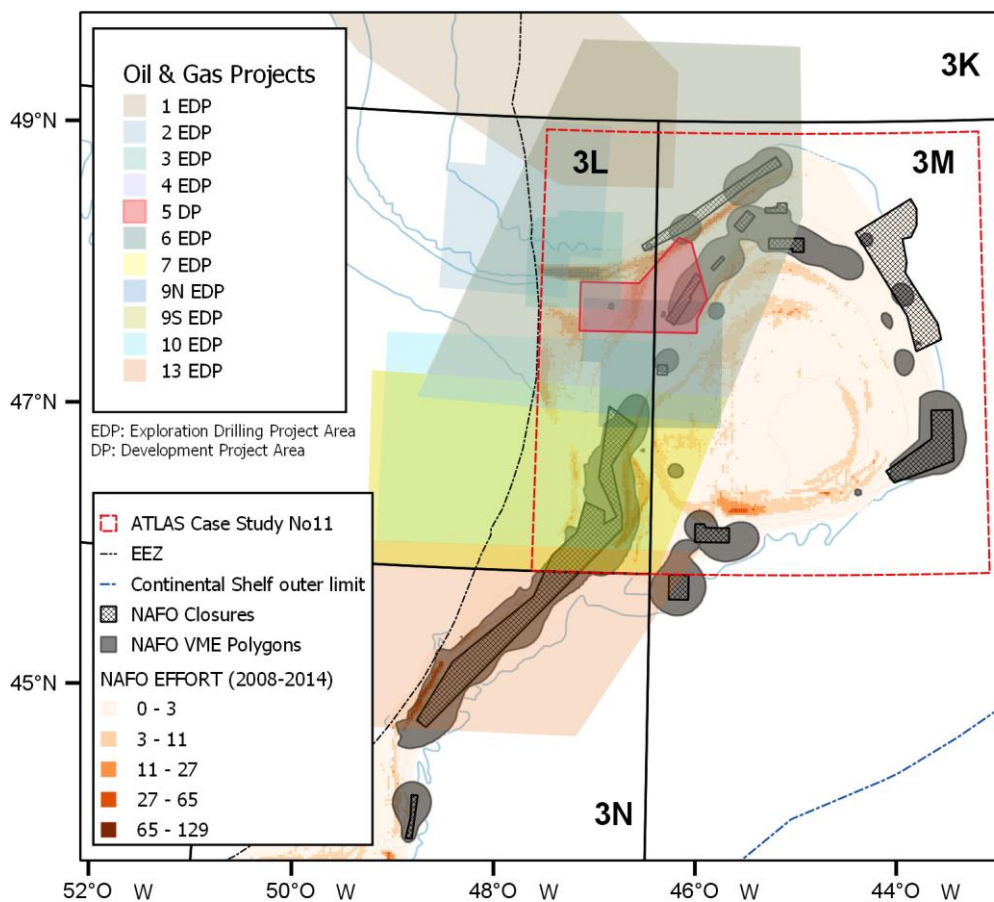 3K
49°N
3L
3M
47°N
45°N
3N
Oil & Gas Projects
1 EDP
2 EDP
3 EDP
4 EDP
5 DP
6 EDP
7 EDP
9N EDP
9S EDP
10 EDP
13 EDP
EDP: Exploration Drilling Project Area
DP: Development Project Area
ATLAS Case Study No11
EEZ
Continental Shelf outer limit
NAFO Closures
NAFO VME Polygons
NAFO EFFORT (2008-2014)
0 - 3
3 - 11
11 - 27
27 - 65
65 - 129
52°O W 50°O W 48°O W 46°O W 44°O W